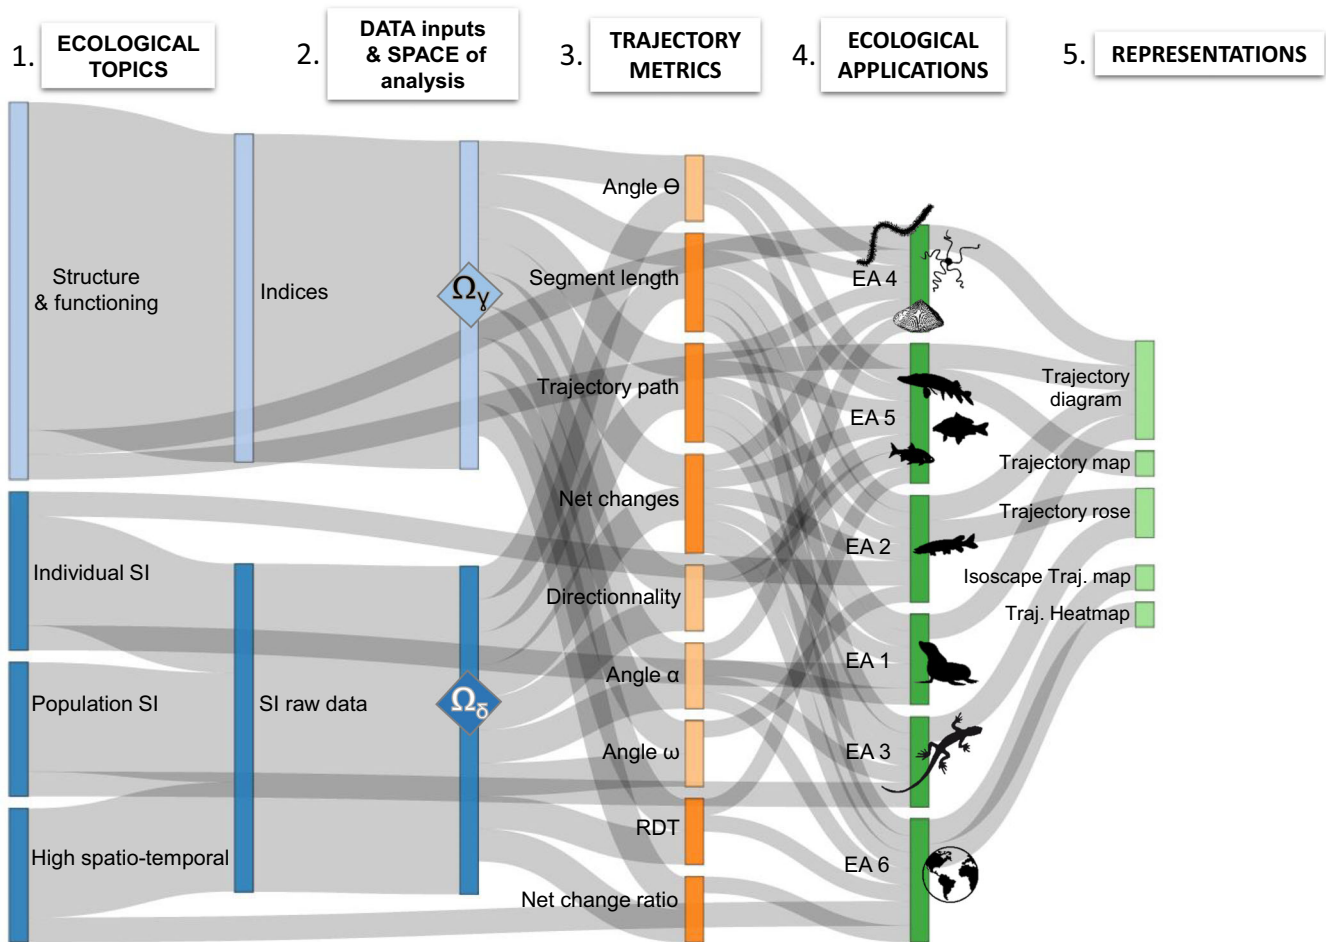 1.
ECOLOGICAL
TOPICS
2.
DATA inputs
& SPACE of
analysis
3.
TRAJECTORY
METRICS
4.
ECOLOGICAL
APPLICATIONS
5.
REPRESENTATIONS
Structure
& functioning
Individual SI
Population SI
High spatio-temporal
Indices
SI raw data
Ωγ
Ωδ
Angle Ɵ
Segment length
Trajectory path
Net changes
Directionnality
Angle α
Angle ω
RDT
Net change ratio
EA 4
EA 5
EA 2
EA 1
EA 3
EA 6
Trajectory
diagram
Trajectory map
Trajectory rose
Isoscape Traj. map
Traj. Heatmap